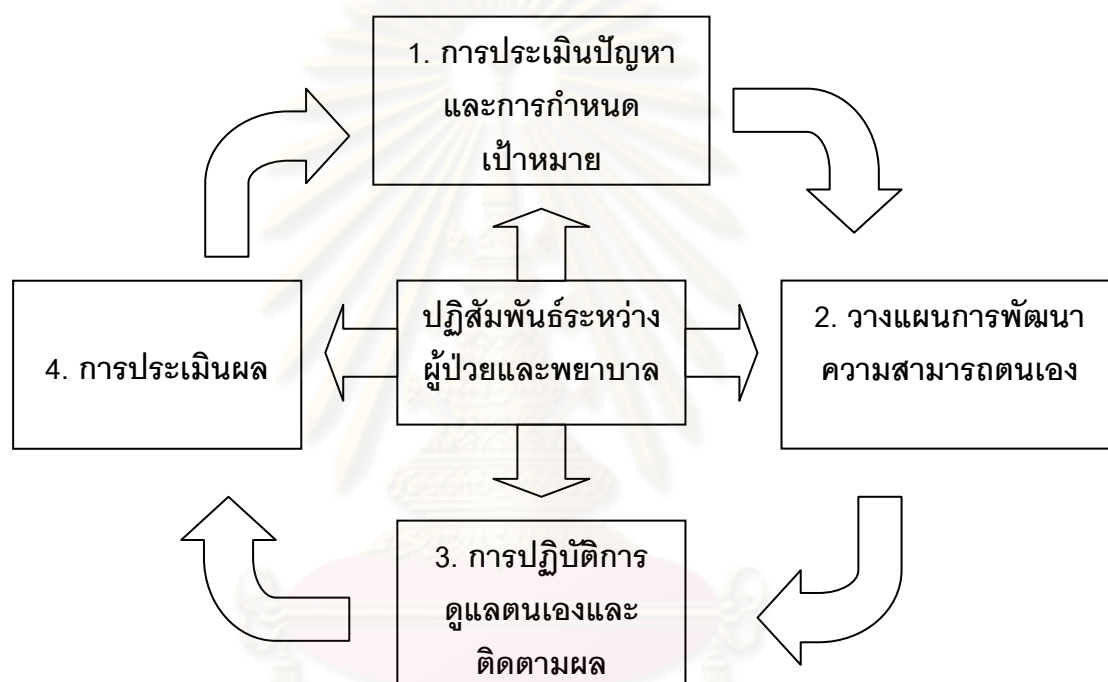 1. การประเมินปัญหา
และการกำหนด
เป้าหมาย
ปฏิสัมพันธ์ระหว่าง
ผู้ป่วยและพยาบาล
2. วางแผนการพัฒนา
ความสามารถตนเอง
4. การประเมินผล
3. การปฏิบัติการ
ดูแลตนเองและ
ติดตามผล